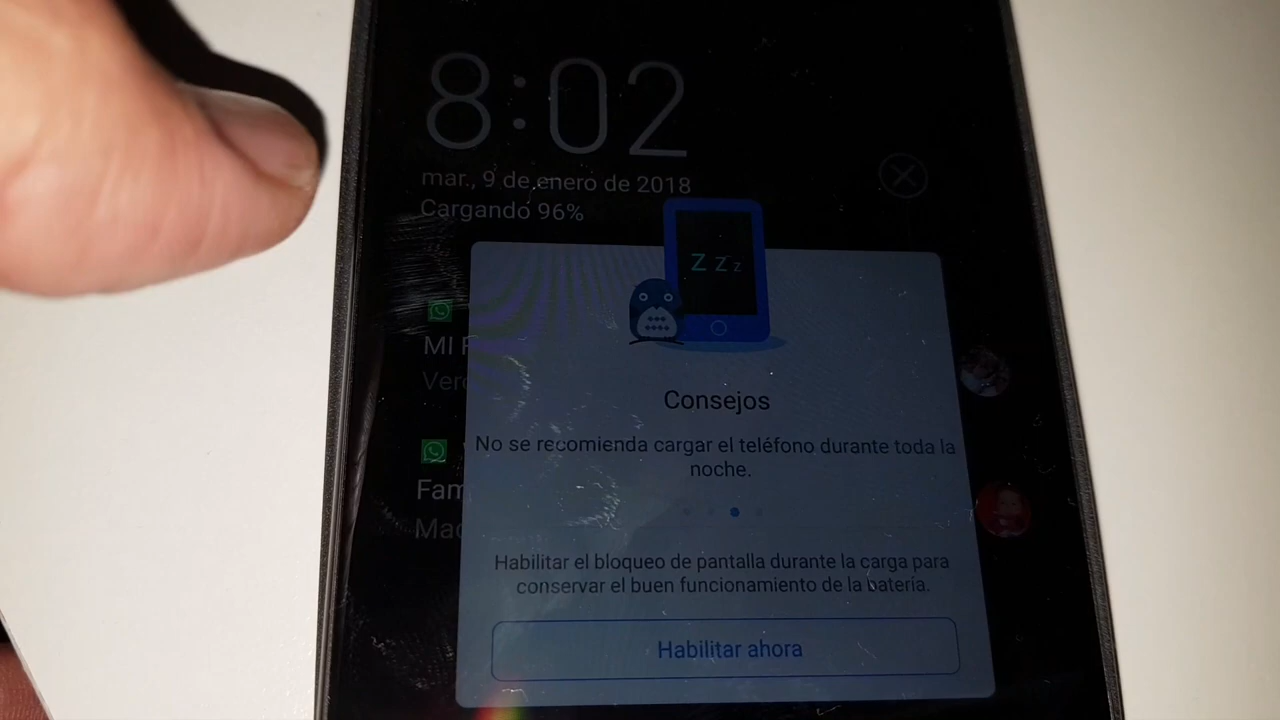 8:02
mar., 9 de enero de 2018
Cargando 96%
Z Z z
MI
Consejos
No se recomienda cargar el teléfono durante toda la
noche.
Habilitar el bloqueo de pantalla durante la carga para
conservar el buen funcionamiento de la batería.
Habilitar ahora